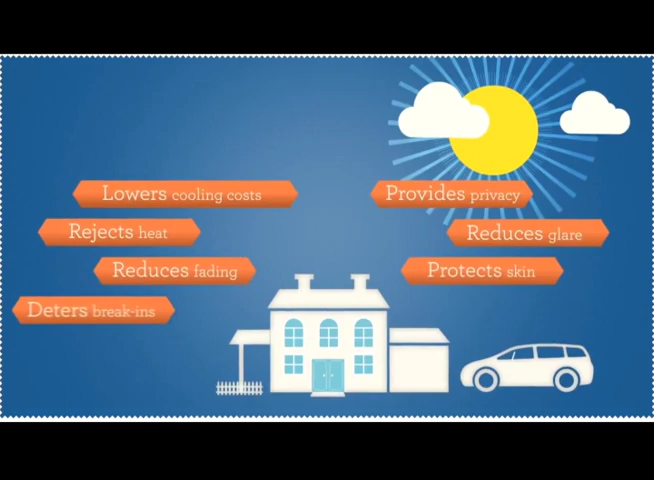 Lowers cooling costs
Provides privacy
Rejects heat
Reduces glare
Reduces fading
Protects skin
Deters break-ins